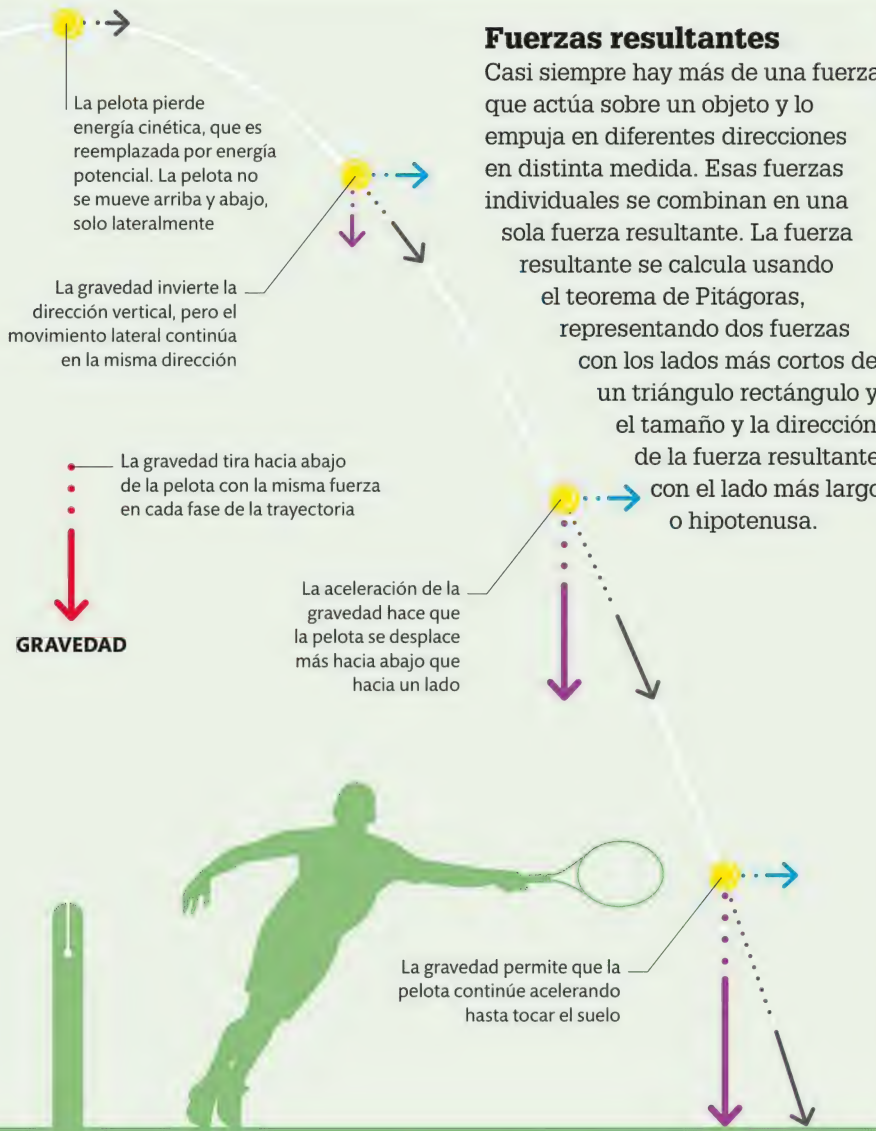 Fuerzas resultantes
Casi siempre hay más de una fuerza
que actúa sobre un objeto y lo
empuja en diferentes direcciones
en distinta medida. Esas fuerzas
individuales se combinan en una
sola fuerza resultante. La fuerza
resultante se calcula usando
el teorema de Pitágoras,
representando dos fuerzas
con los lados más cortos de
un triángulo rectángulo y
el tamaño y la dirección
de la fuerza resultante
con el lado más largo
o hipotenusa.
La pelota pierde
energía cinética, que es
reemplazada por energía
potencial. La pelota no
se mueve arriba y abajo,
solo lateralmente
La gravedad invierte la
dirección vertical, pero el
movimiento lateral continúa
en la misma dirección
La gravedad tira hacia abajo
de la pelota con la misma fuerza
en cada fase de la trayectoria
GRAVEDAD
La aceleración de la
gravedad hace que
la pelota se desplace
más hacia abajo que
hacia un lado
La gravedad permite que la
pelota continúe acelerando
hasta tocar el suelo